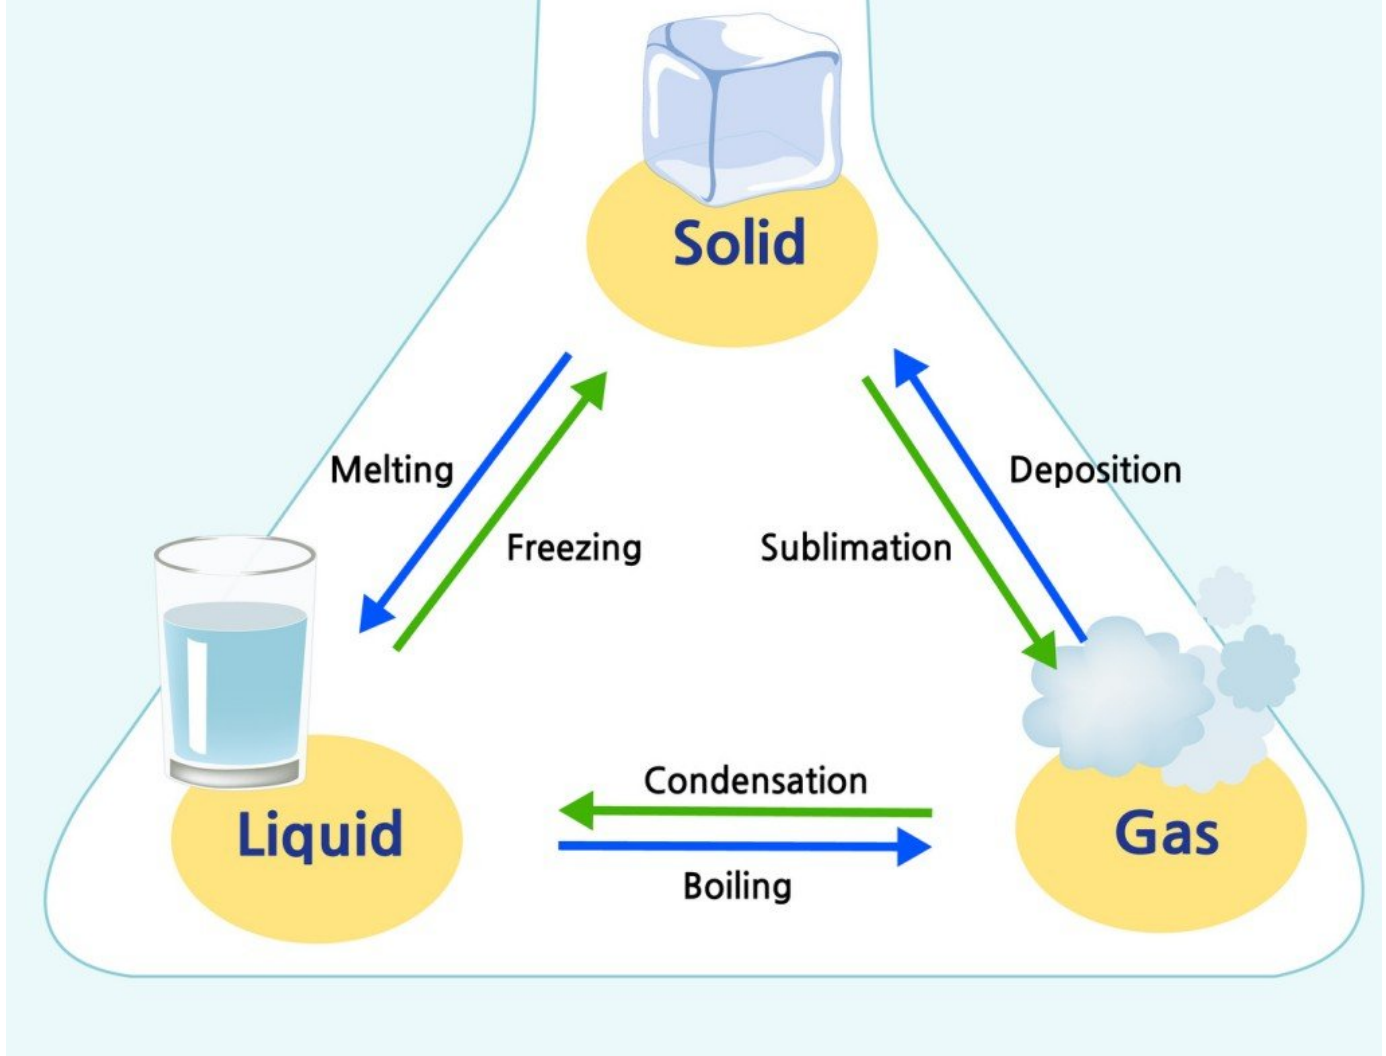 Solid
Melting
Deposition
Freezing
Sublimation
Condensation
Liquid
Gas
Boiling